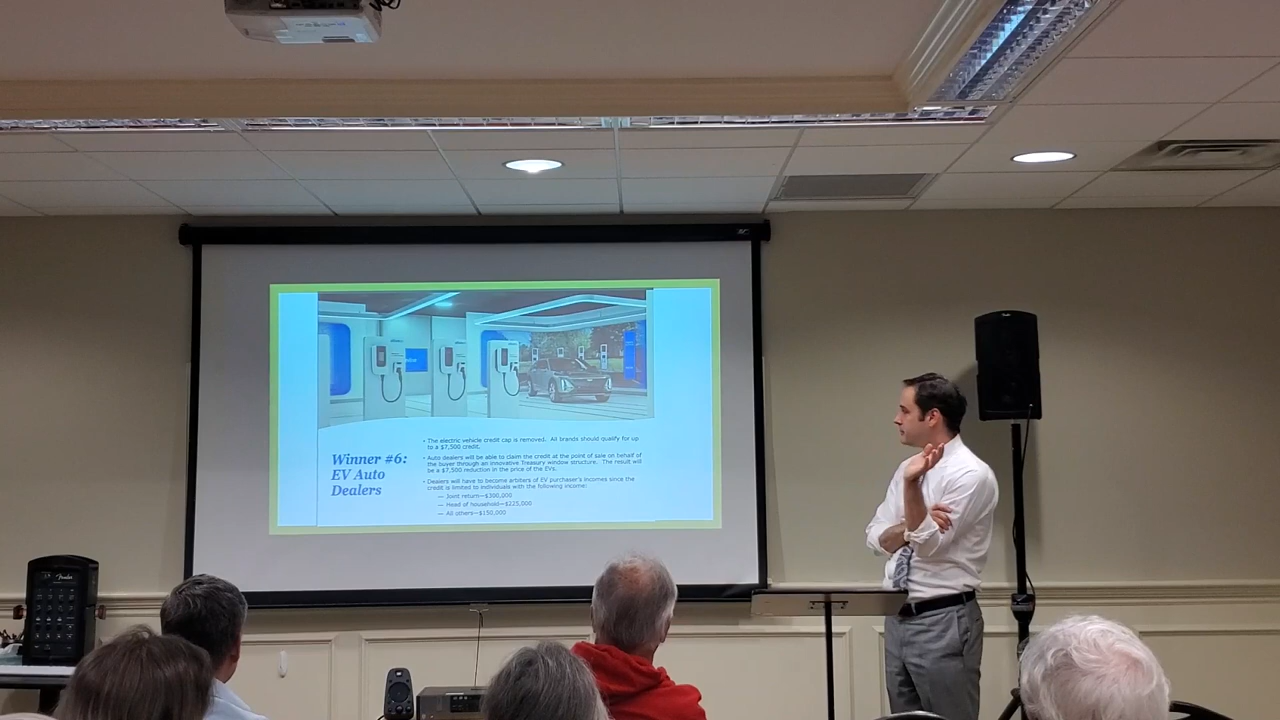 Winner #6:
EV Auto
Dealers
• The electric vehicle credit cap is removed. All brands should qualify for up
to a $7,500 credit.
• Auto dealers will be able to claim the credit at the point of sale on behalf of
the buyer through an innovative Treasury window structure. The result will
be a $7,500 reduction in the price of the EVs.
• Dealers will have to become arbiters of EV purchaser's incomes since the
credit is limited to individuals with the following income:
— Joint return—$300,000
— Head of household—$225,000
— All others—$150,000
Fender